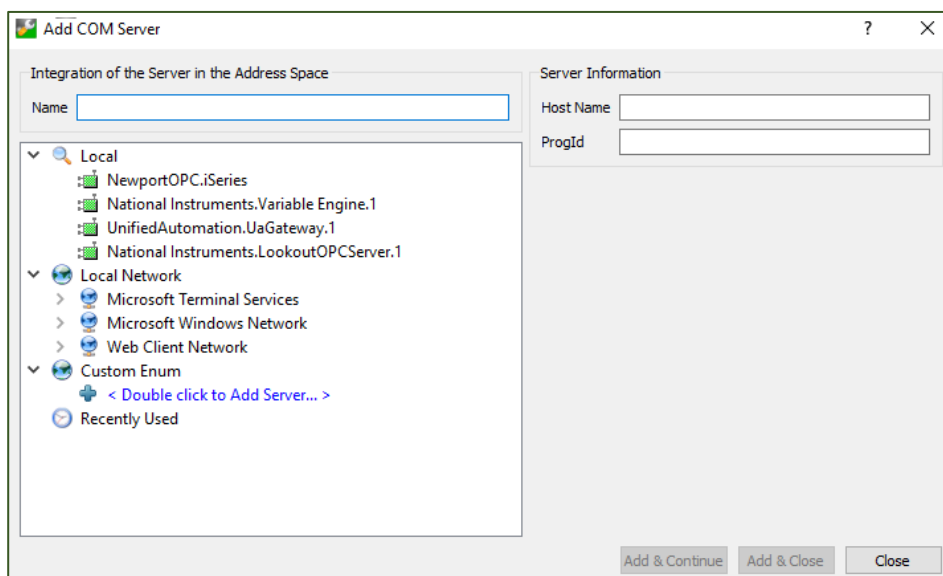 Add COM Server
?
Integration of the Server in the Address Space
Name
Server Information
Host Name
ProgId
Local
NewportOPC.iSeries
National Instruments.Variable Engine.1
UnifiedAutomation.UaGateway.1
National Instruments.LookoutOPCServer.1
Local Network
Microsoft Terminal Services
Microsoft Windows Network
Web Client Network
Custom Enum
< Double click to Add Server... >
Recently Used
Add & Continue
Add & Close
Close